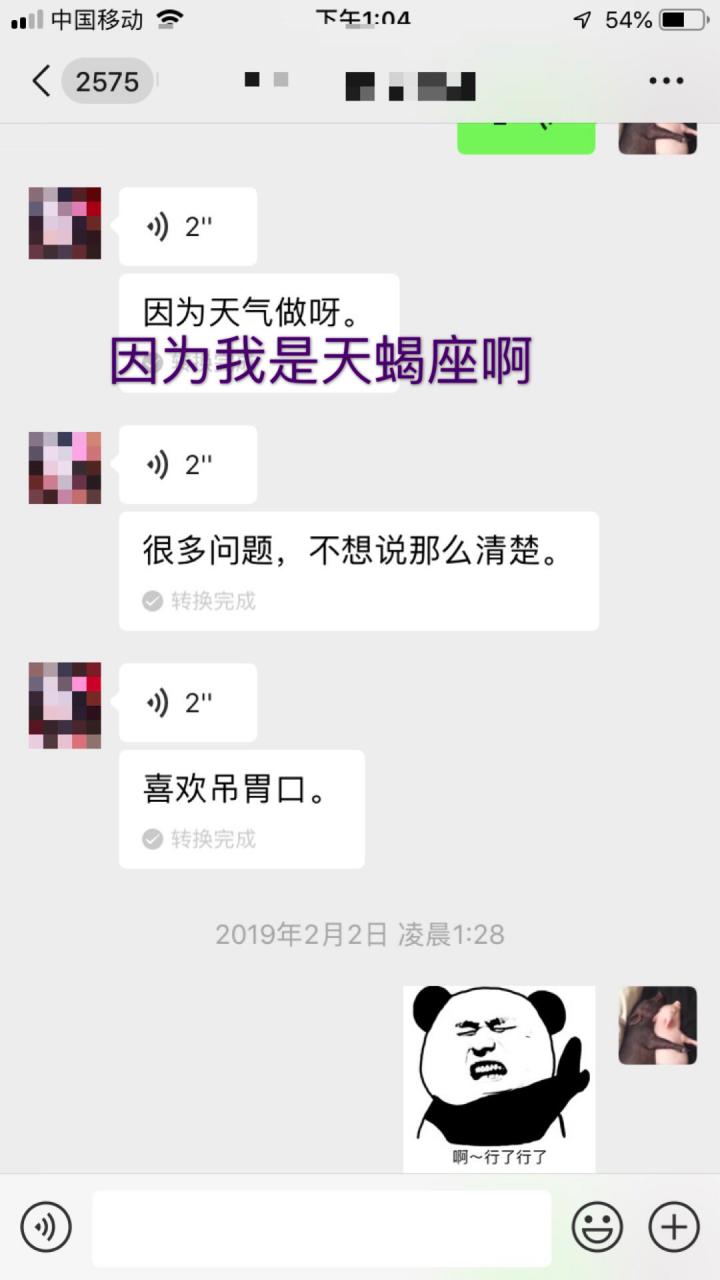 中国移动
下午1:04
54%
2575
2"
因为天气做呀。
因为我是天蝎座啊
2"
很多问题，不想说那么清楚。
转换完成
2"
喜欢吊胃口。
转换完成
2019年2月2日 凌晨1:28
啊～行了行了